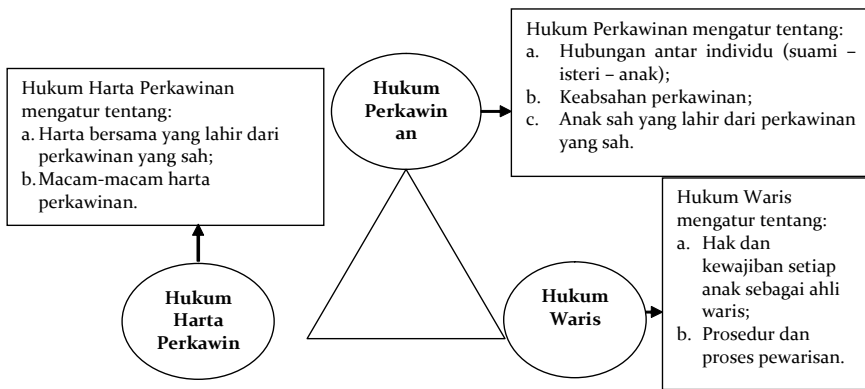 Hukum Perkawinan mengatur tentang:
a. Hubungan antar individu (suami –
isteri – anak);
b. Keabsahan perkawinan;
c. Anak sah yang lahir dari perkawinan
yang sah.
Hukum
Perkawin
an
Hukum Harta Perkawinan
mengatur tentang:
a. Harta bersama yang lahir dari
perkawinan yang sah;
b. Macam-macam harta
perkawinan.
Hukum Waris
mengatur tentang:
a. Hak dan
kewajiban setiap
anak sebagai ahli
waris;
b. Prosedur dan
proses pewarisan.
Hukum
Harta
Perkawin
Hukum
Waris